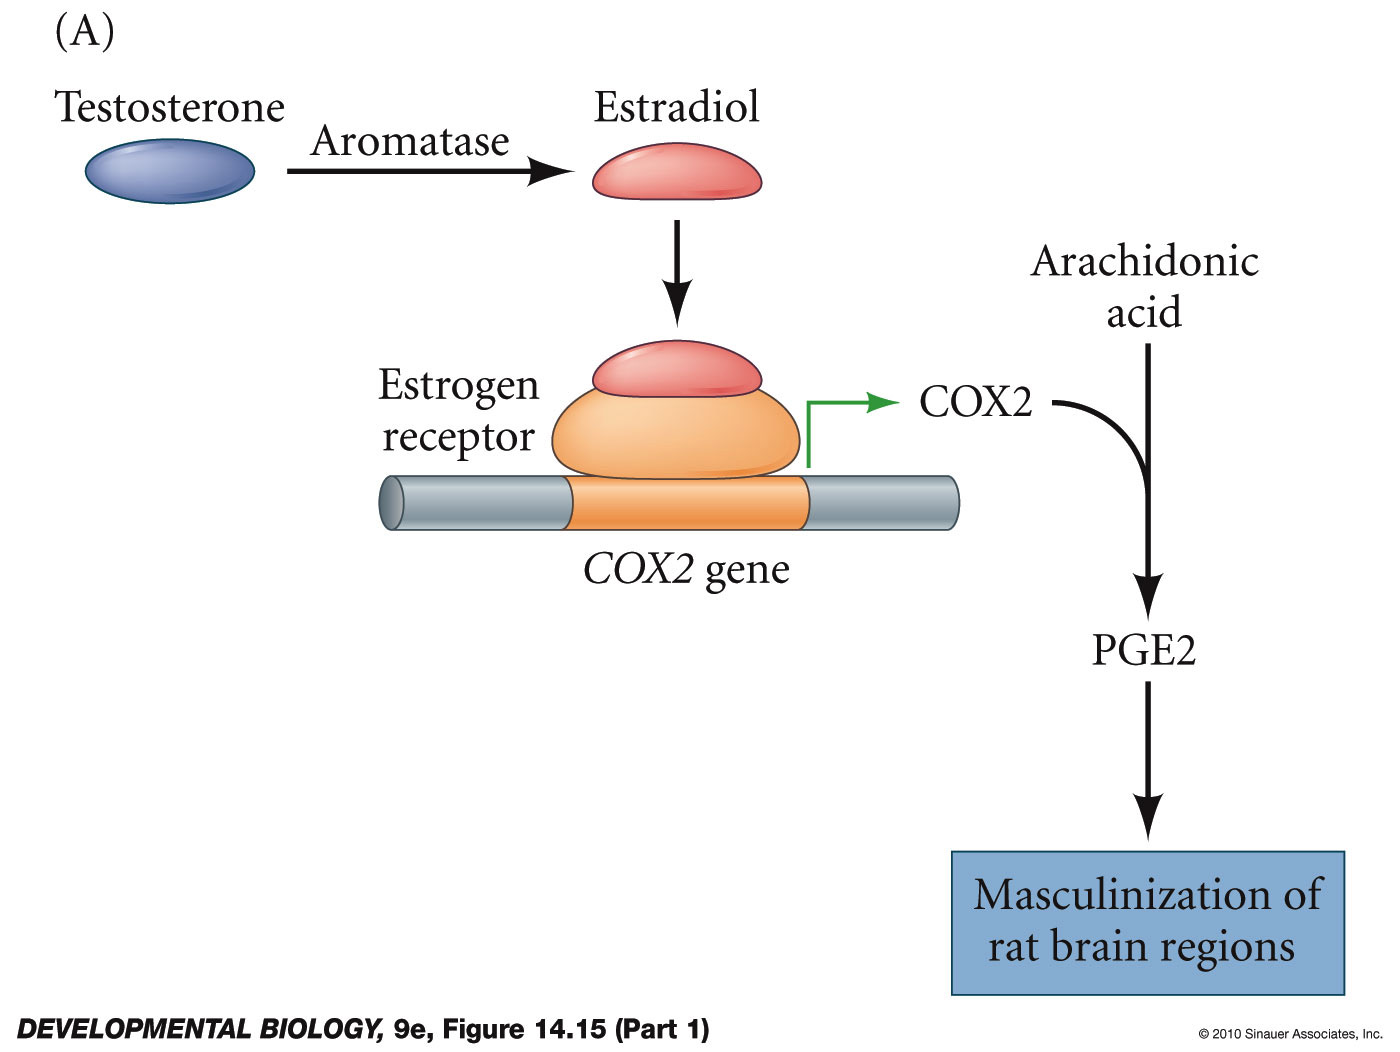 (A)
Testosterone
Aromatase
Estradiol
Arachidonic
acid
Estrogen
receptor
COX2
COX2 gene
PGE2
Masculinization of
rat brain regions
DEVELOPMENTAL BIOLOGY, 9e, Figure 14.15 (Part 1)
© 2010 Sinauer Associates, Inc.